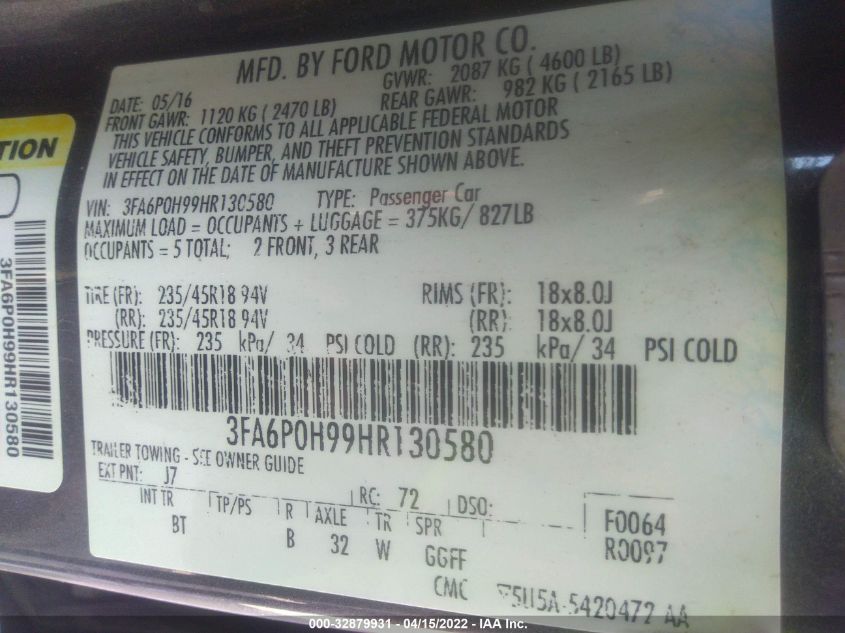 MFD. BY FORD MOTOR CO.
DATE: 05/16 GVWR: 2087 KG ( 4600 LB)
FRONT GAWR: 1120 KG ( 2470 LB) REAR GAWR: 982 KG ( 2165 LB)
THIS VEHICLE CONFORMS TO ALL APPLICABLE FEDERAL MOTOR
VEHICLE SAFETY, BUMPER, AND THEFT PREVENTION STANDARDS
IN EFFECT ON THE DATE OF MANUFACTURE SHOWN ABOVE.
VIN: 3FA6P0H99HR130580 TYPE: Passenger Car
MAXIMUM LOAD = OCCUPANTS + LUGGAGE = 375KG/ 827LB
OCCUPANTS = 5 TOTAL; 2 FRONT, 3 REAR
TIRE (FR): 235/45R18 94V RIMS (FR): 18x8.0J
(RR): 235/45R18 94V (RR): 18x8.0J
PRESSURE (FR): 235 kPa/ 34 PSI COLD (RR): 235 kPa/ 34 PSI COLD
3FA6P0H99HR130580
TRAILER TOWING - SEE OWNER GUIDE
EXT PNT: J7 RC: 72 DSO:
INT TR TP/PS R AXLE TR SPR F0064
BT B 32 W GGFF R0097
CMC 5U5A-5420472 AA
TION
3FA6P0H99HR130580
000-32879931 - 04/15/2022 - IAA Inc.